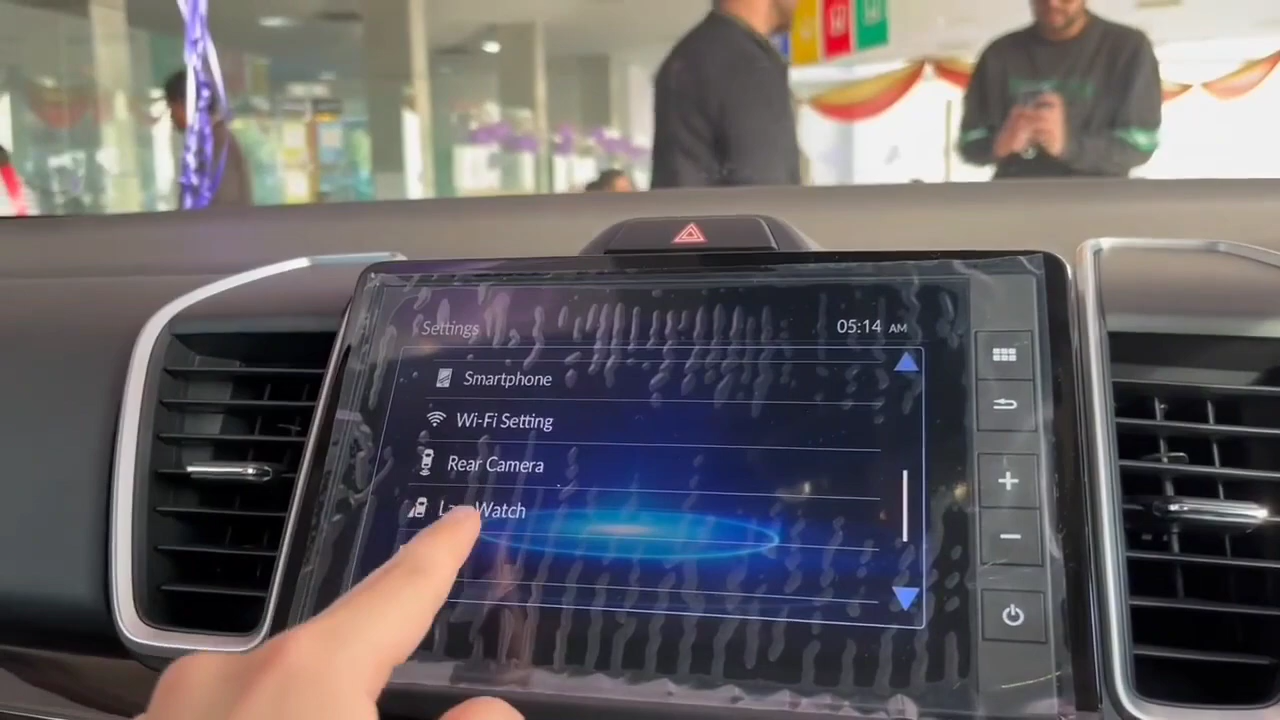 Settings
05:14 AM
Smartphone
Wi-Fi Setting
Rear Camera
Watch